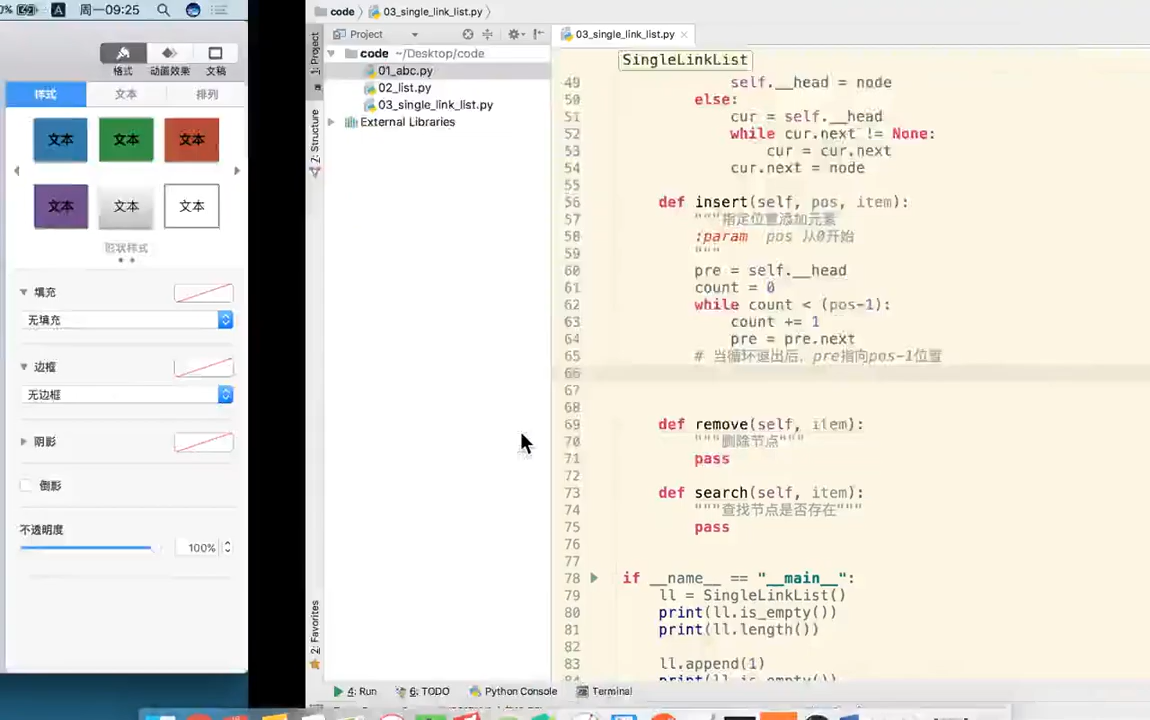 0%
A
周一09:25
格式
动画效果
文稿
样式
文本
排列
文本
文本
文本
文本
文本
文本
形状样式
填充
无填充
边框
无边框
阴影
倒影
不透明度
100%
code
03_single_link_list.py
Project
1: Project
7: Structure
2: Favorites
code ~/Desktop/code
01_abc.py
02_list.py
03_single_link_list.py
External Libraries
03_single_link_list.py
SingleLinkList
49 self.__head = node
50 else:
51 cur = self.__head
52 while cur.next != None:
53 cur = cur.next
54 cur.next = node
55
56 def insert(self, pos, item):
57 """指定位置添加元素
58 :param pos 从0开始
59 """
60 pre = self.__head
61 count = 0
62 while count < (pos-1):
63 count += 1
64 pre = pre.next
65 # 当循环退出后，pre指向pos-1位置
66
67
68
69 def remove(self, item):
70 """删除节点"""
71 pass
72
73 def search(self, item):
74 """查找节点是否存在"""
75 pass
76
77
78 if __name__ == "__main__":
79 ll = SingleLinkList()
80 print(ll.is_empty())
81 print(ll.length())
82
83 ll.append(1)
84 print(ll.is_empty())
4: Run
6: TODO
Python Console
Terminal